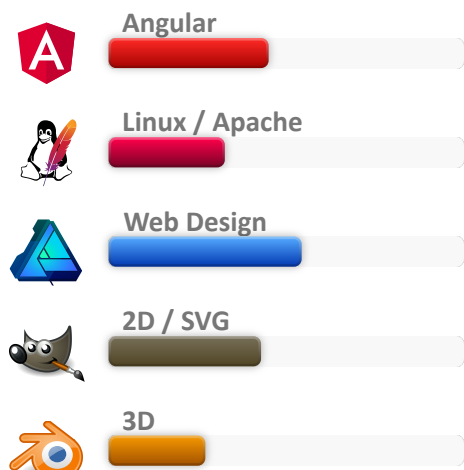 Angular
Linux / Apache
Web Design
2D / SVG
3D